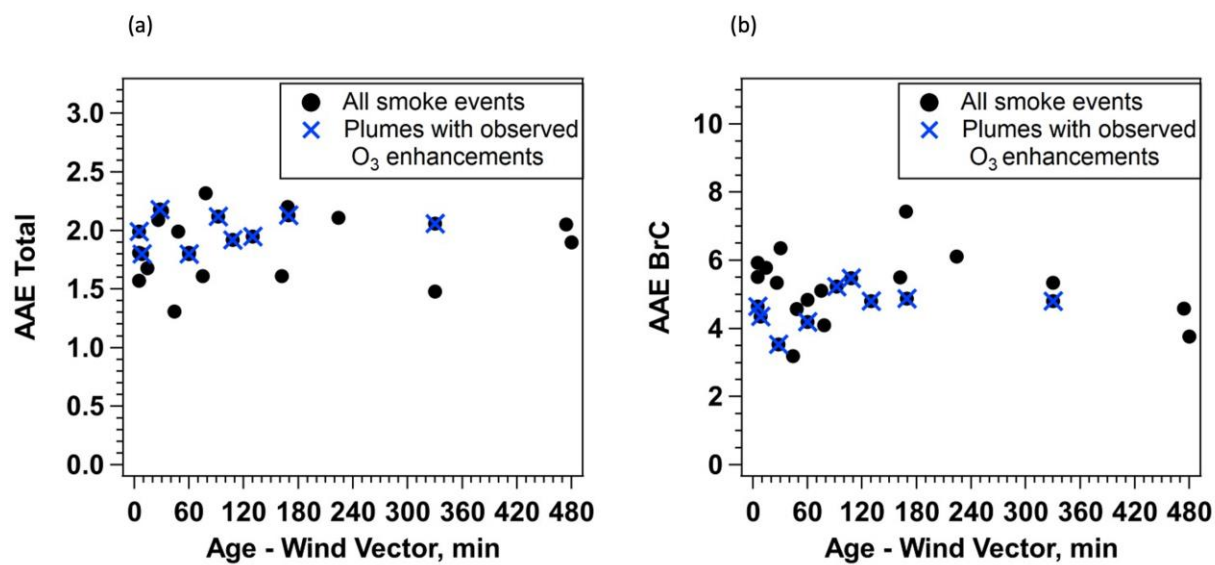 (a)
All smoke events
Plumes with observed
O₃ enhancements
3.0
2.5
2.0
1.5
1.0
0.5
0.0
AAE Total
0 60 120 180 240 300 360 420 480
Age - Wind Vector, min
(b)
All smoke events
Plumes with observed
O₃ enhancements
10
8
6
4
2
0
AAE BrC
0 60 120 180 240 300 360 420 480
Age - Wind Vector, min